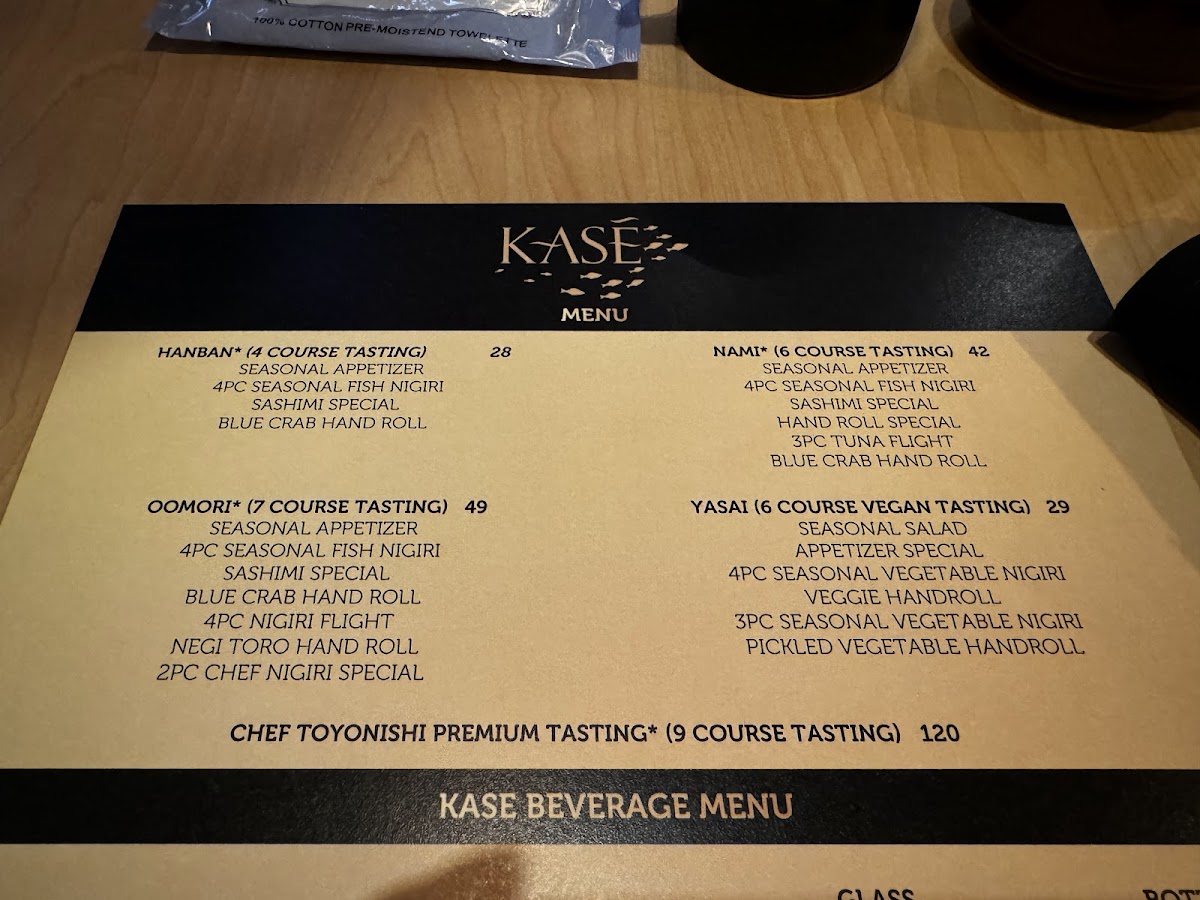 100% COTTON PRE-MOISTEND TOWELETTE
KASÉ
MENU
HANBAN* (4 COURSE TASTING) 28
SEASONAL APPETIZER
4PC SEASONAL FISH NIGIRI
SASHIMI SPECIAL
BLUE CRAB HAND ROLL
NAMI* (6 COURSE TASTING) 42
SEASONAL APPETIZER
4PC SEASONAL FISH NIGIRI
SASHIMI SPECIAL
HAND ROLL SPECIAL
3PC TUNA FLIGHT
BLUE CRAB HAND ROLL
OOMORI* (7 COURSE TASTING) 49
SEASONAL APPETIZER
4PC SEASONAL FISH NIGIRI
SASHIMI SPECIAL
BLUE CRAB HAND ROLL
4PC NIGIRI FLIGHT
NEGI TORO HAND ROLL
2PC CHEF NIGIRI SPECIAL
YASAI (6 COURSE VEGAN TASTING) 29
SEASONAL SALAD
APPETIZER SPECIAL
4PC SEASONAL VEGETABLE NIGIRI
VEGGIE HANDROLL
3PC SEASONAL VEGETABLE NIGIRI
PICKLED VEGETABLE HANDROLL
CHEF TOYONISHI PREMIUM TASTING* (9 COURSE TASTING) 120
KASE BEVERAGE MENU
GLASS